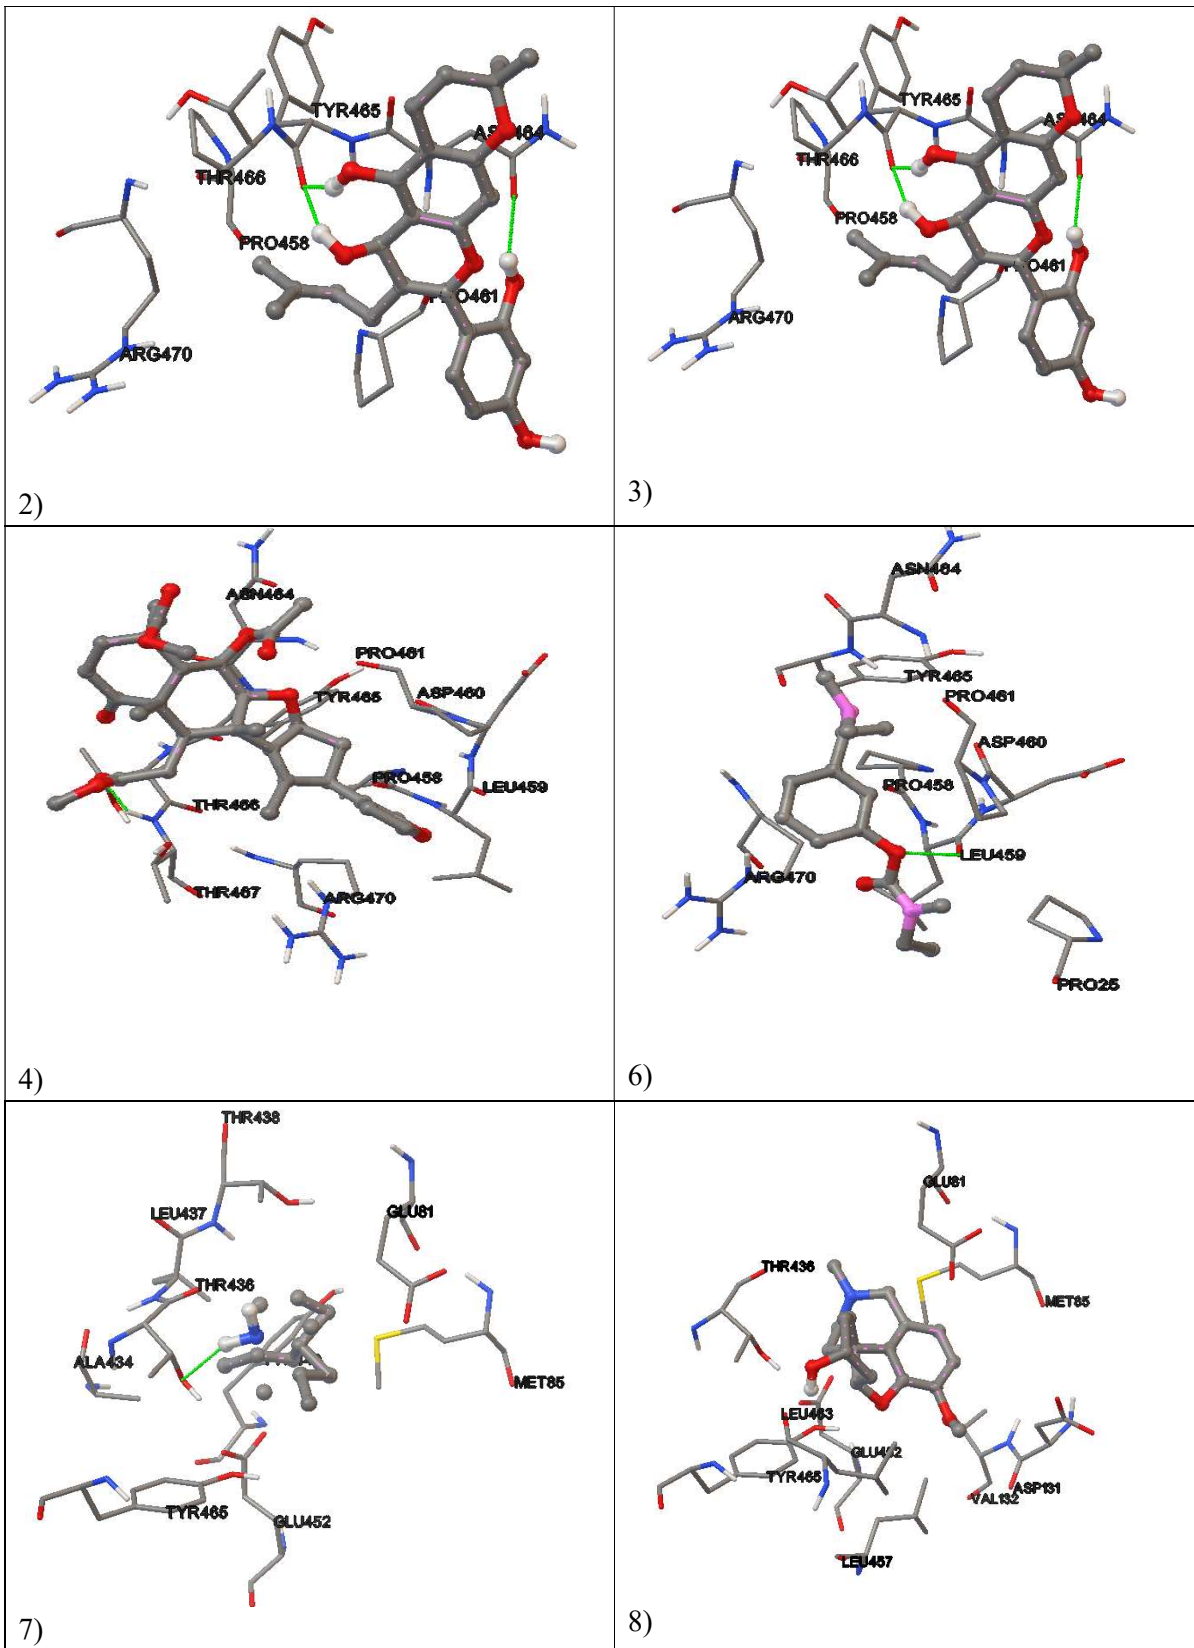 TYR465
THR466
PRO458
PRO461
ARG470
2)
TYR465
THR466
PRO458
PRO461
ARG470
3)
ASN464
PRO461
TYR465
ASP460
PRO458
LEU459
THR466
THR467
ARG470
4)
ASN464
TYR465
PRO461
ASP460
PRO458
LEU459
ARG470
PRO25
6)
THR438
LEU437
GLU81
THR436
ALA434
MET85
TYR465
GLU452
7)
GLU81
THR436
MET85
LEU463
GLU452
TYR465
ASP131
VAL132
LEU457
8)